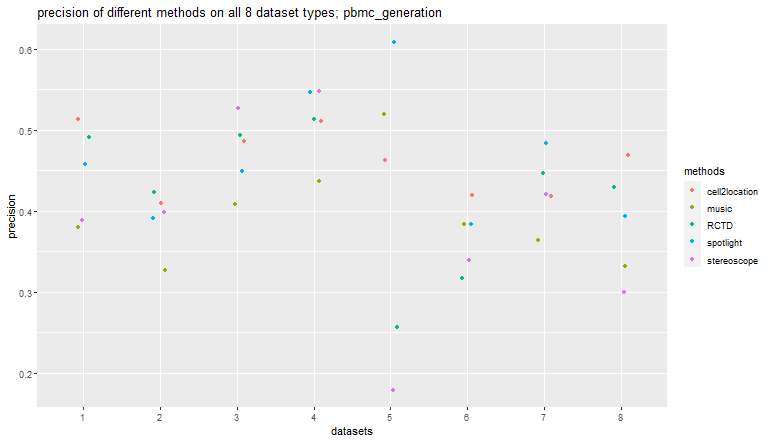 precision of different methods on all 8 dataset types; pbmc_generation
0.6
0.5
0.4
0.3
0.2
precision
1 2 3 4 5 6 7 8
datasets
methods
cell2location
music
RCTD
spotlight
stereoscope